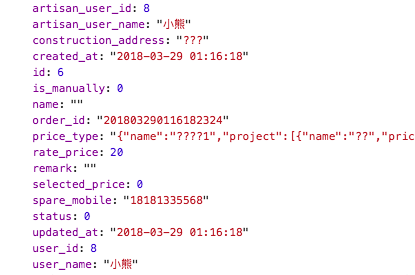 artisan_user_id: 8
artisan_user_name: "小熊"
construction_address: "???"
created_at: "2018-03-29 01:16:18"
id: 6
is_manually: 0
name: ""
order_id: "201803290116182324"
price_type: "{"name":"????1","project":[{"name":"??","pric
rate_price: 20
remark: ""
selected_price: 0
spare_mobile: "18181335568"
status: 0
updated_at: "2018-03-29 01:16:18"
user_id: 8
user_name: "小熊"